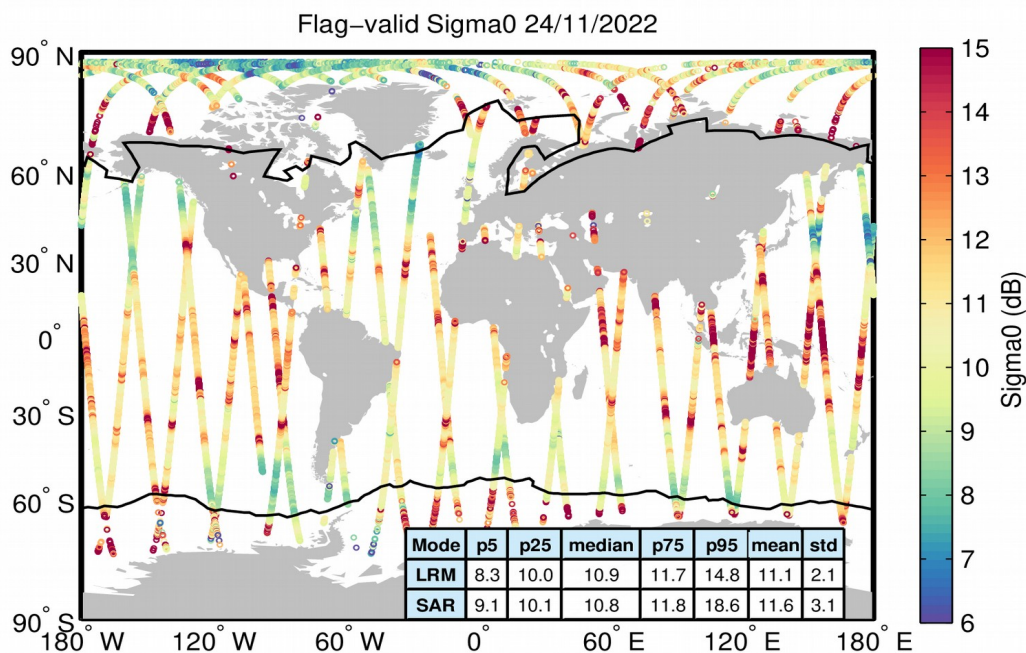 Flag−valid Sigma0 24/11/2022
90° N
60° N
30° N
0°
30° S
60° S
90° S
180° W
120° W
60° W
0°
60° E
120° E
180° E
15
14
13
12
11
10
9
8
7
6
Sigma0 (dB)
Mode p5 p25 median p75 p95 mean std
LRM 8.3 10.0 10.9 11.7 14.8 11.1 2.1
SAR 9.1 10.1 10.8 11.8 18.6 11.6 3.1